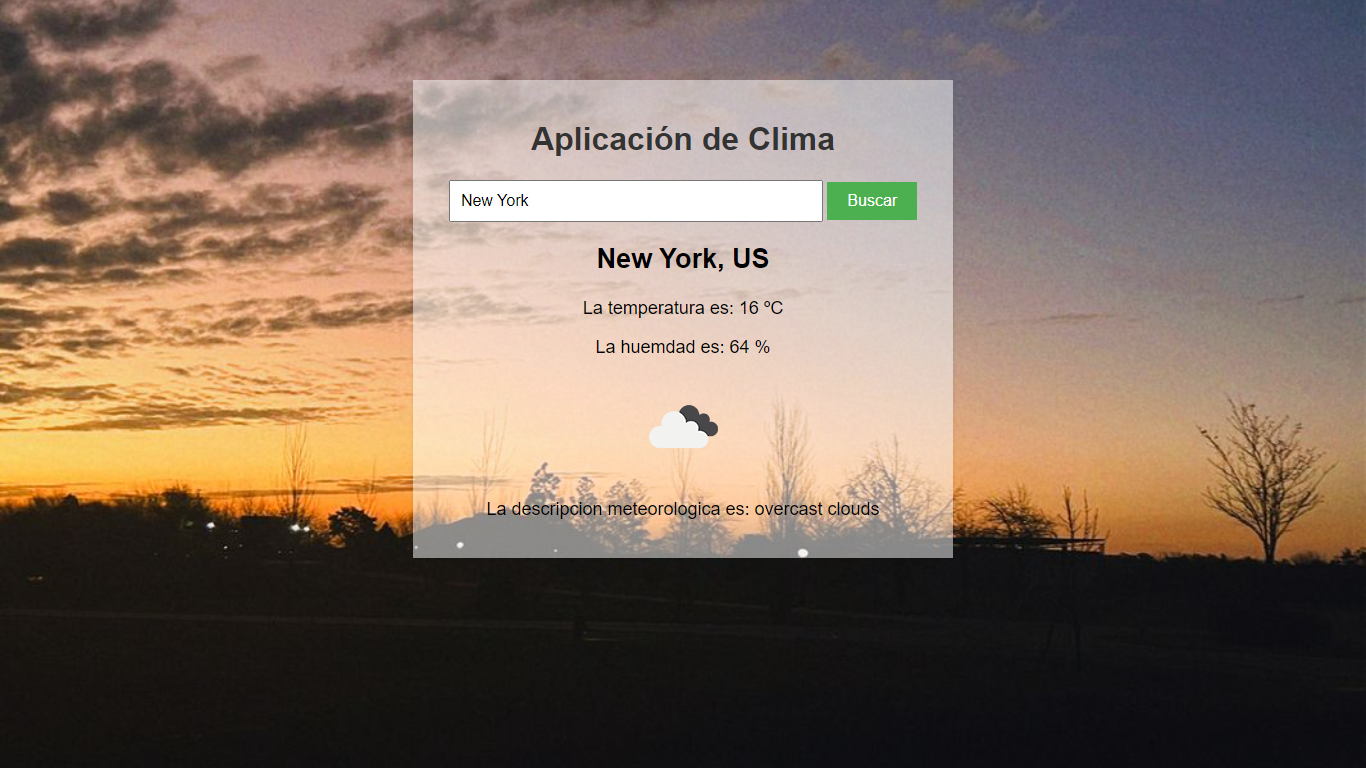 Aplicación de Clima
New York
Buscar
New York, US
La temperatura es: 16 ºC
La huemdad es: 64 %
La descripcion meteorologica es: overcast clouds